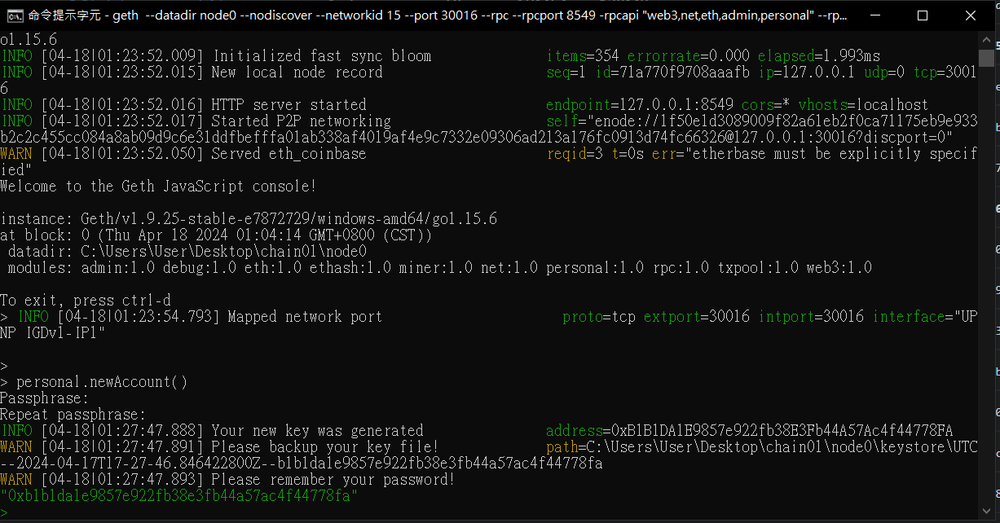 命令提示字元 - geth --datadir node0 --nodiscover --networkid 15 --port 30016 --rpc --rpcport 8549 -rpcapi "web3,net,eth,admin,personal" --rp...
ol.15.6
INFO [04-18|01:23:52.009] Initialized fast sync bloom items=354 errorrate=0.000 elapsed=1.993ms
INFO [04-18|01:23:52.015] New local node record seq=1 id=71a770f9708aaafb ip=127.0.0.1 udp=0 tcp=3001
6
INFO [04-18|01:23:52.016] HTTP server started endpoint=127.0.0.1:8549 cors=* vhosts=localhost
INFO [04-18|01:23:52.017] Started P2P networking self="enode://1f50e1d3089009f82a61eb2f0ca71175eb9e933
b2c2c455cc084a8ab09d9c6e31ddfbefffa01ab338af4019af4e9c7332e09306ad213a176fc0913d74fc66326@127.0.0.1:30016?discport=0"
WARN [04-18|01:23:52.050] Served eth_coinbase reqid=3 t=0s err="etherbase must be explicitly specif
ied"
Welcome to the Geth JavaScript console!
instance: Geth/v1.9.25-stable-e7872729/windows-amd64/go1.15.6
at block: 0 (Thu Apr 18 2024 01:04:14 GMT+0800 (CST))
datadir: C:\Users\User\Desktop\chain01\node0
modules: admin:1.0 debug:1.0 eth:1.0 ethash:1.0 miner:1.0 net:1.0 personal:1.0 rpc:1.0 txpool:1.0 web3:1.0
To exit, press ctrl-d
> INFO [04-18|01:23:54.793] Mapped network port proto=tcp extport=30016 intport=30016 interface="UP
NP IGDv1-IP1"
>
> personal.newAccount()
Passphrase:
Repeat passphrase:
INFO [04-18|01:27:47.888] Your new key was generated address=0xB1B1DA1E9857e922fb38E3Fb44A57Ac4f44778FA
WARN [04-18|01:27:47.891] Please backup your key file! path=C:\Users\User\Desktop\chain01\node0\keystore\UTC
--2024-04-17T17-27-46.846422800Z--b1b1da1e9857e922fb38e3fb44a57ac4f44778fa
WARN [04-18|01:27:47.893] Please remember your password!
"0xb1b1da1e9857e922fb38e3fb44a57ac4f44778fa"
>